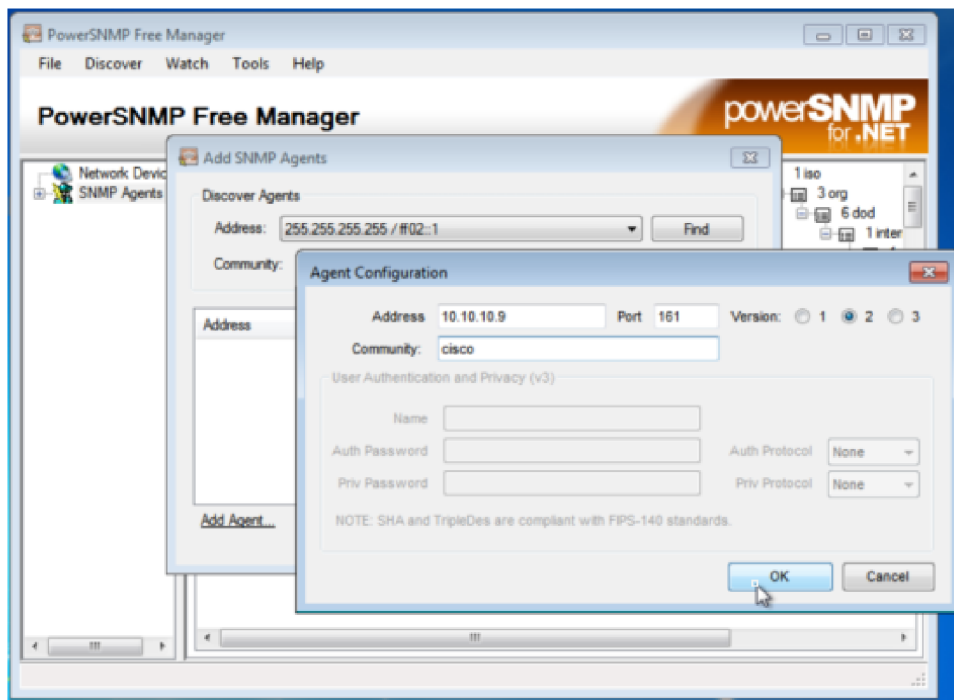 PowerSNMP Free Manager
File Discover Watch Tools Help
PowerSNMP Free Manager
powerSNMP
for .NET
Network Devic
SNMP Agents
1 iso
3 org
6 dod
1 inter
Add SNMP Agents
Discover Agents
Address: 255.255.255.255 / ff02::1 Find
Community:
Address
Add Agent...
Agent Configuration
Address 10.10.10.9 Port 161 Version: 1 2 3
Community: cisco
User Authentication and Privacy (v3)
Name
Auth Password Auth Protocol None
Priv Password Priv Protocol None
NOTE: SHA and TripleDes are compliant with FIPS-140 standards.
OK Cancel